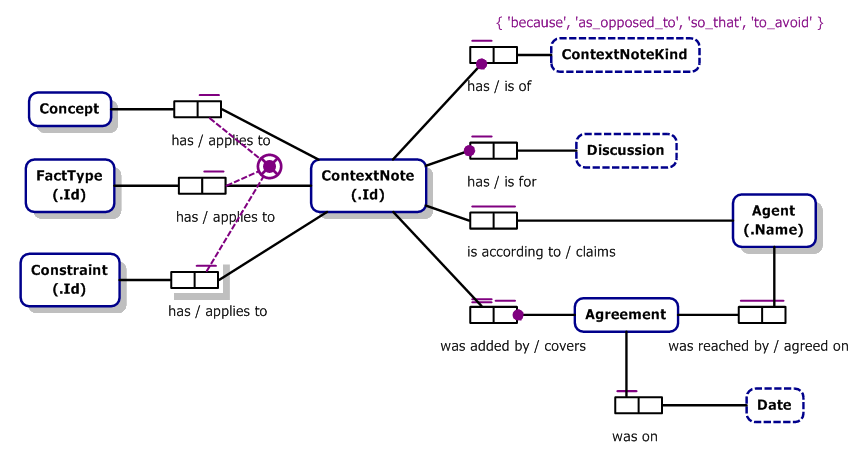 { 'because', 'as_opposed_to', 'so_that', 'to_avoid' }
ContextNoteKind
has / is of
Concept
has / applies to
Discussion
has / is for
FactType
(.Id)
has / applies to
ContextNote
(.Id)
Agent
(.Name)
is according to / claims
Constraint
(.Id)
has / applies to
Agreement
was added by / covers
was reached by / agreed on
Date
was on